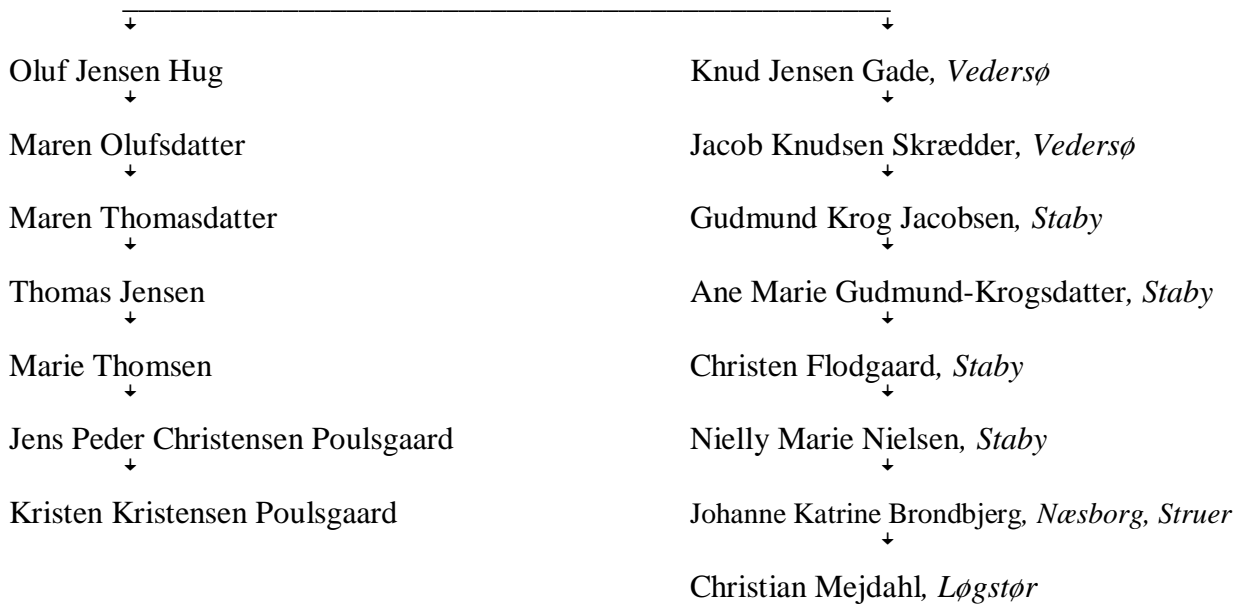 Oluf Jensen Hug
Knud Jensen Gade, Vedersø
Maren Olufsdatter
Jacob Knudsen Skrædder, Vedersø
Maren Thomasdatter
Gudmund Krog Jacobsen, Staby
Thomas Jensen
Ane Marie Gudmund-Krogsdatter, Staby
Marie Thomsen
Christen Flodgaard, Staby
Jens Peder Christensen Poulsgaard
Nielly Marie Nielsen, Staby
Kristen Kristensen Poulsgaard
Johanne Katrine Brondbjerg, Næsborg, Struer
Christian Mejdahl, Løgstør